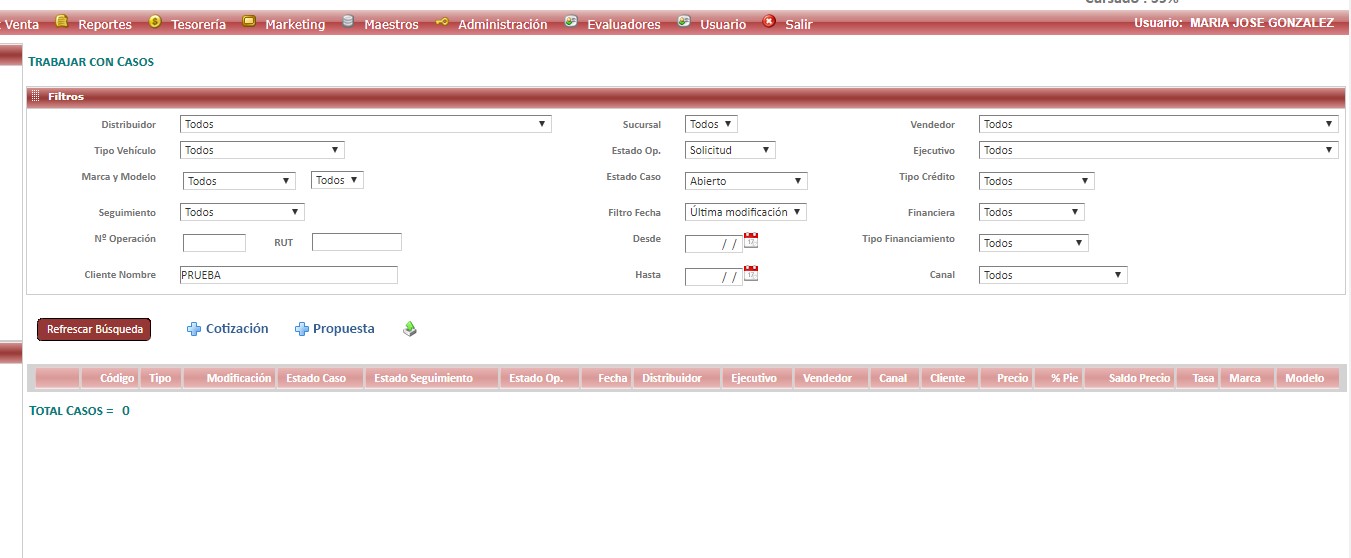 Venta Reportes Tesorería Marketing Maestros Administración Evaluadores Usuario Salir Usuario: MARIA JOSE GONZALEZ
TRABAJAR CON CASOS
Filtros
Distribuidor Todos Sucursal Todos Vendedor Todos
Tipo Vehículo Todos Estado Op. Solicitud Ejecutivo Todos
Marca y Modelo Todos Todos Estado Caso Abierto Tipo Crédito Todos
Seguimiento Todos Filtro Fecha Última modificación Financiera Todos
Nº Operación RUT Desde / / Tipo Financiamiento Todos
Cliente Nombre PRUEBA Hasta / / Canal Todos
Refrescar Búsqueda Cotización Propuesta
Código Tipo Modificación Estado Caso Estado Seguimiento Estado Op. Fecha Distribuidor Ejecutivo Vendedor Canal Cliente Precio % Pie Saldo Precio Tasa Marca Modelo
TOTAL CASOS = 0